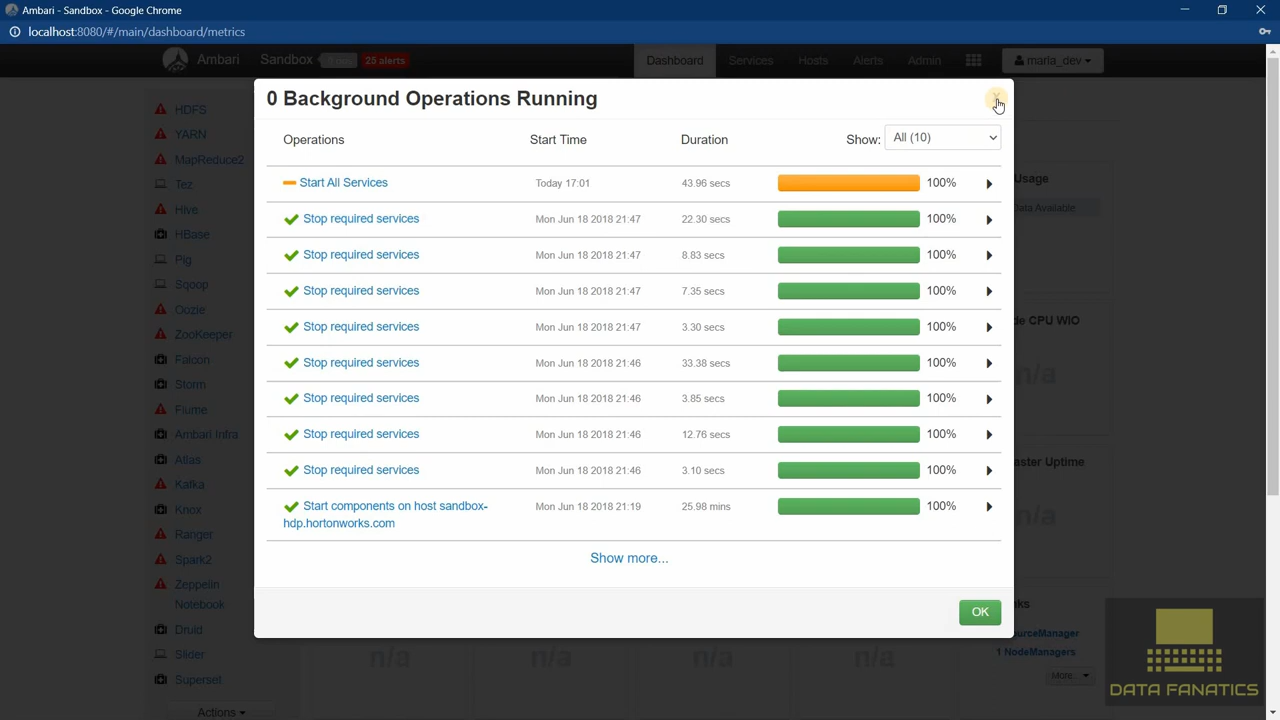 Ambari - Sandbox - Google Chrome
localhost:8080/#/main/dashboard/metrics
Ambari Sandbox 0 ops 25 alerts Dashboard Services Hosts Alerts Admin maria_dev
0 Background Operations Running
Operations Start Time Duration Show: All (10)
Start All Services Today 17:01 43.96 secs 100%
Stop required services Mon Jun 18 2018 21:47 22.30 secs 100%
Stop required services Mon Jun 18 2018 21:47 8.83 secs 100%
Stop required services Mon Jun 18 2018 21:47 7.35 secs 100%
Stop required services Mon Jun 18 2018 21:47 3.30 secs 100%
Stop required services Mon Jun 18 2018 21:46 33.38 secs 100%
Stop required services Mon Jun 18 2018 21:46 3.85 secs 100%
Stop required services Mon Jun 18 2018 21:46 12.76 secs 100%
Stop required services Mon Jun 18 2018 21:46 3.10 secs 100%
Start components on host sandbox- Mon Jun 18 2018 21:19 25.98 mins 100%
hdp.hortonworks.com
Show more...
OK
HDFS
YARN
MapReduce2
Tez
Hive
HBase
Pig
Sqoop
Oozie
ZooKeeper
Falcon
Storm
Flume
Ambari Infra
Atlas
Kafka
Knox
Ranger
Spark2
Zeppelin
Notebook
Druid
Slider
Superset
Actions
Usage
Data Available
de CPU WIO
n/a
aster Uptime
n/a
nks
ourceManager
1 NodeManagers
More...
n/a n/a n/a n/a
DATA FANATICS